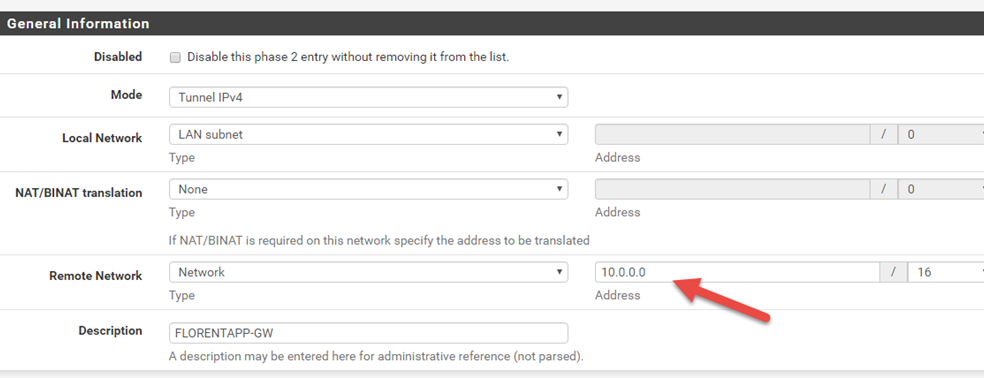 General Information
Disabled Disable this phase 2 entry without removing it from the list.
Mode Tunnel IPv4
Local Network LAN subnet / 0
Type Address
NAT/BINAT translation None / 0
Type Address
If NAT/BINAT is required on this network specify the address to be translated
Remote Network Network 10.0.0.0 / 16
Type Address
Description FLORENTAPP-GW
A description may be entered here for administrative reference (not parsed).